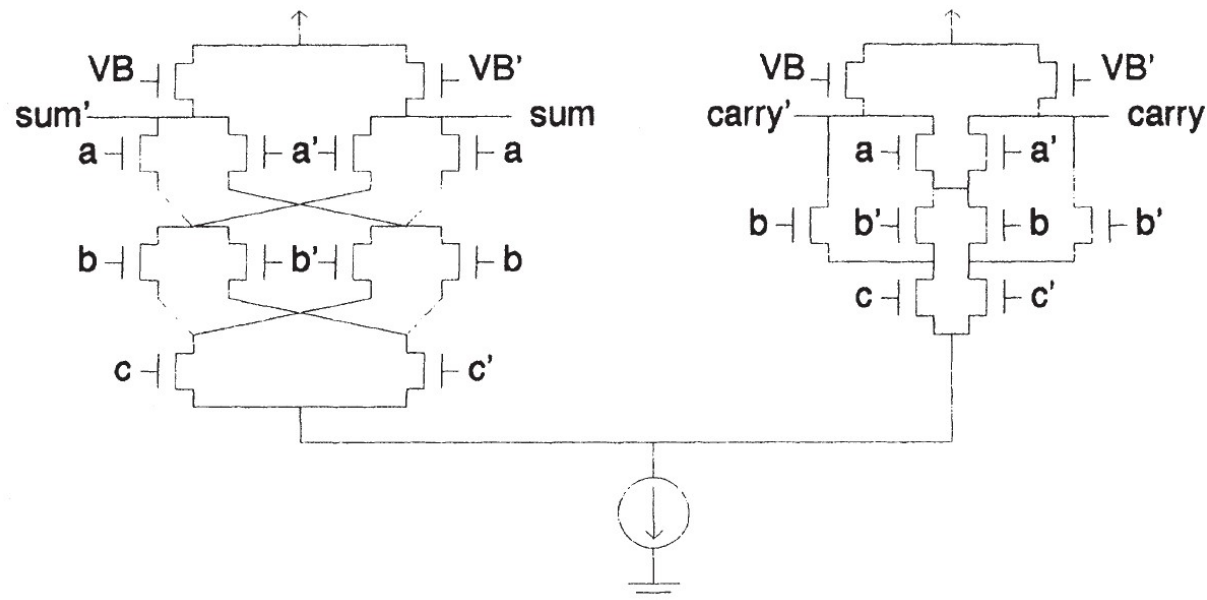 VB VB' VB VB'
sum' sum carry' carry
a a' a a a'
b b' b b b' b b'
c c' c c'